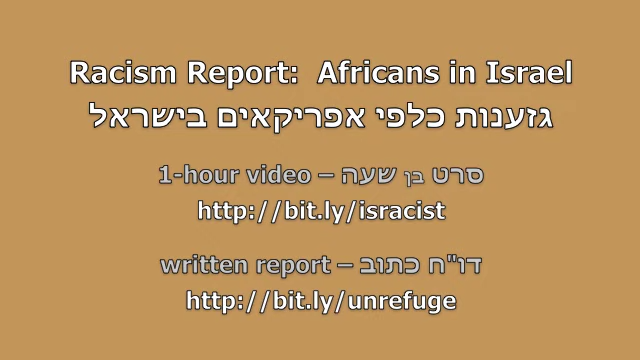 Racism Report:  Africans in Israel
גזענות כלפי אפריקאים בישראל
1-hour video – סרט בן שעה
http://bit.ly/isracist
written report – דו"ח כתוב
http://bit.ly/unrefuge